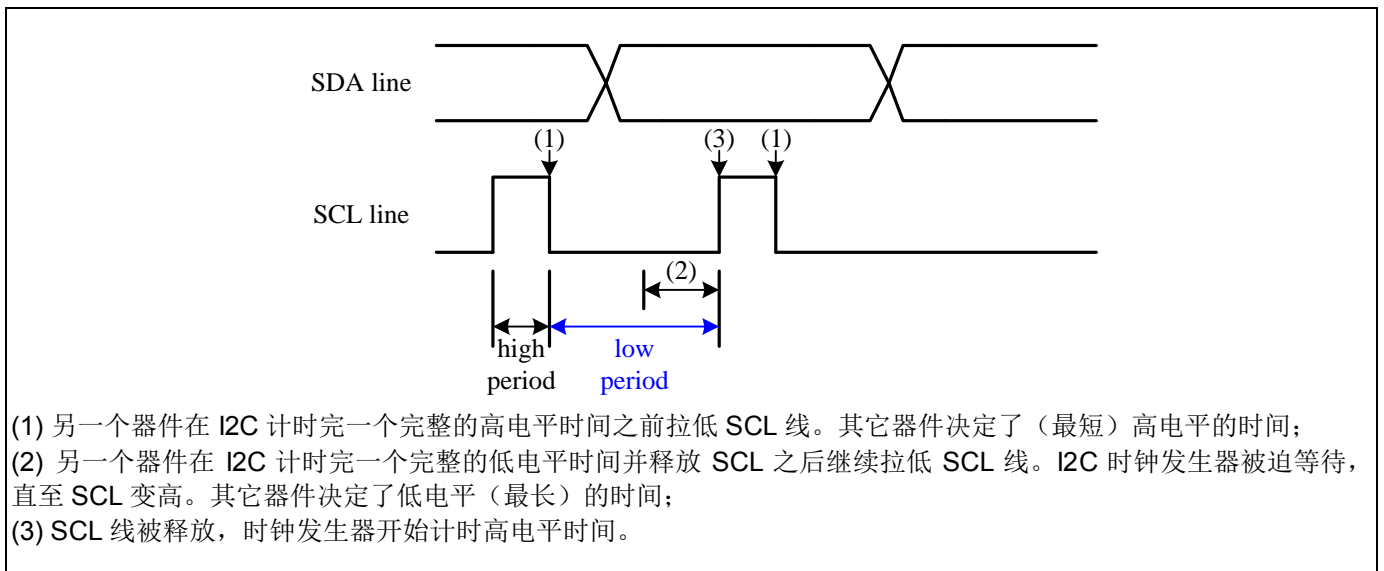 SDA line
(1)
(3)
(1)
SCL line
(2)
high
period
low
period
(1) 另一个器件在 I2C 计时完一个完整的高电平时间之前拉低 SCL 线。其它器件决定了（最短）高电平的时间；
(2) 另一个器件在 I2C 计时完一个完整的低电平时间并释放 SCL 之后继续拉低 SCL 线。I2C 时钟发生器被迫等待，
直至 SCL 变高。其它器件决定了低电平（最长）的时间；
(3) SCL 线被释放，时钟发生器开始计时高电平时间。